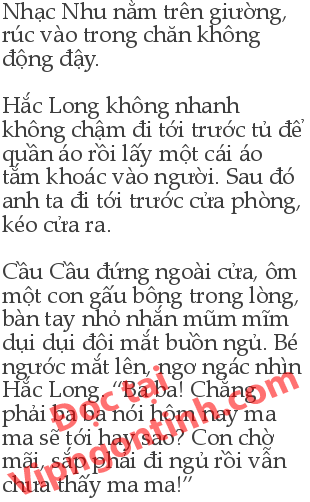 Nhạc Nhu nằm trên giường,
rúc vào trong chăn không
động đậy.
Hắc Long không nhanh
không chậm đi tới trước tủ để
quần áo rồi lấy một cái áo
tắm khoác vào người. Sau đó
anh ta đi tới trước cửa phòng,
kéo cửa ra.
Cầu Cầu đứng ngoài cửa, ôm
một con gấu bông trong lòng,
bàn tay nhỏ nhắn mũm mĩm
dụi dụi đôi mắt buồn ngủ. Bé
ngước mắt lên, ngơ ngác nhìn
Hắc Long, “Ba ba! Chẳng
phải ba ba nói hôm nay ma
ma sẽ tới hay sao? Con chờ
mãi, sắp phải đi ngủ rồi vẫn
chưa thấy ma ma!”
Đọc tại
Vipngontinh.com